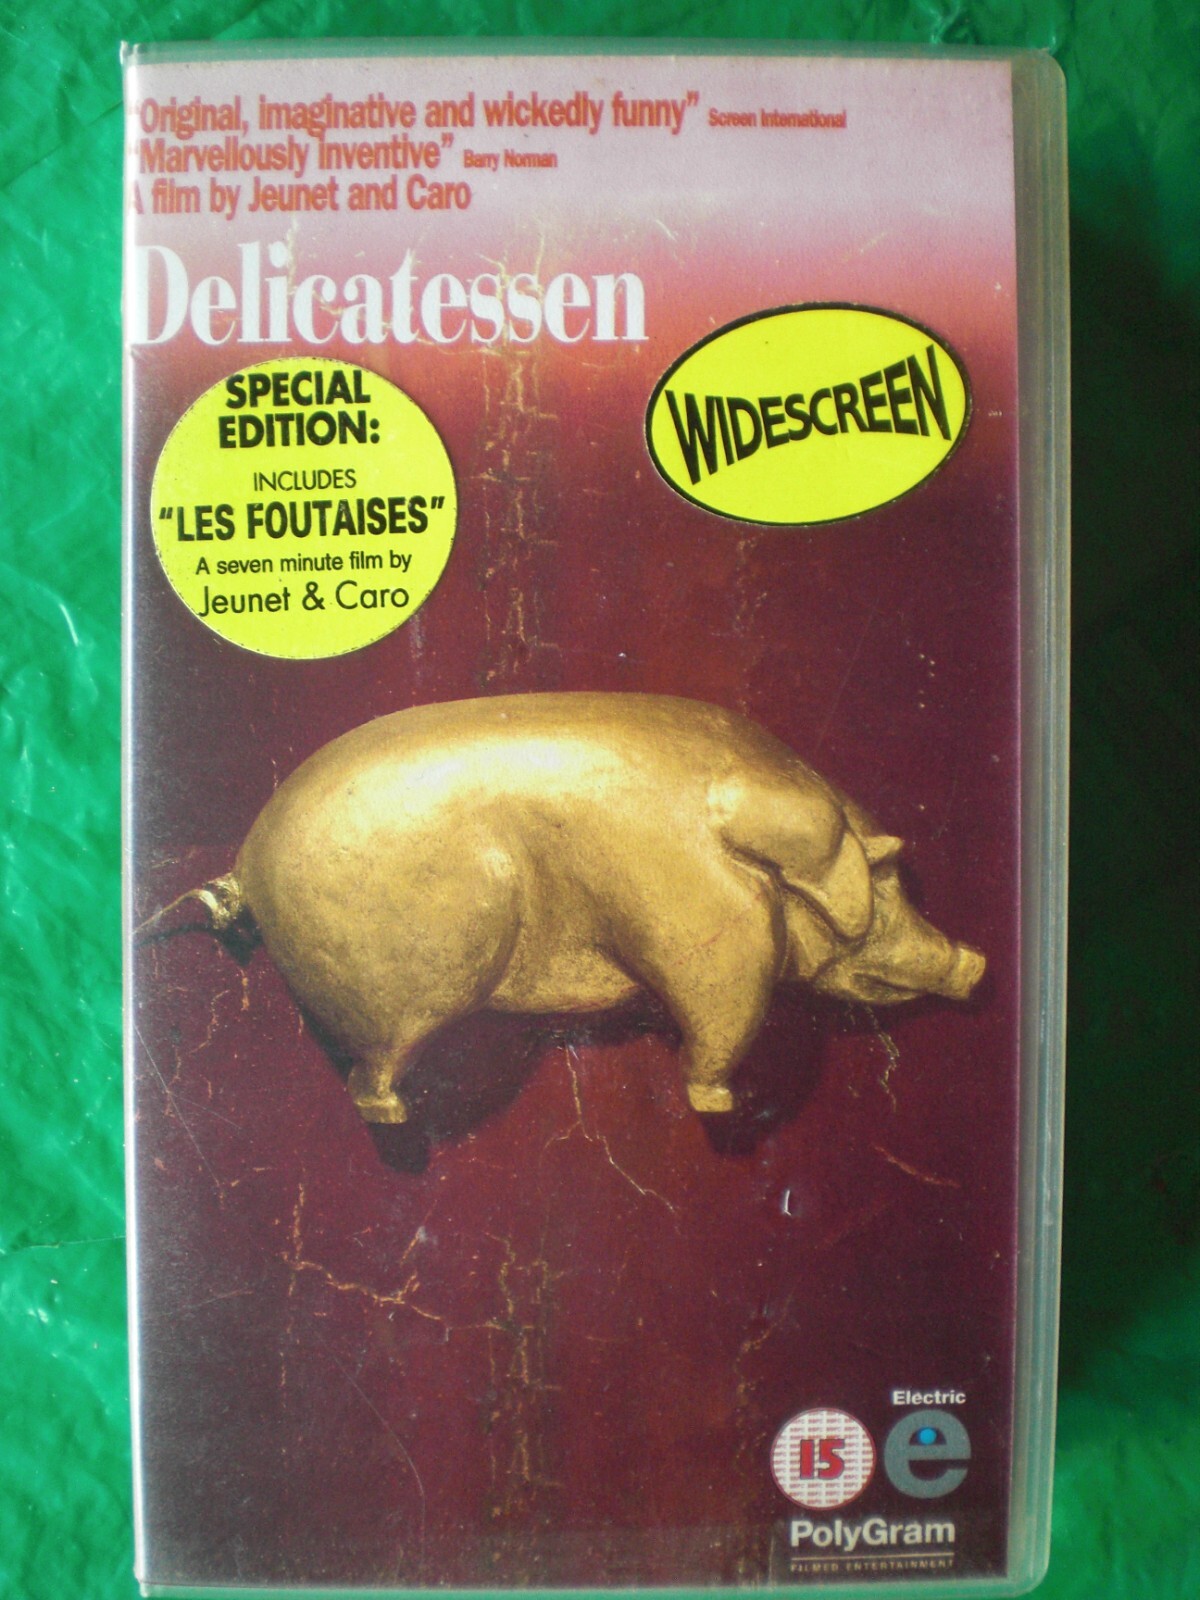 "Original, imaginative and wickedly funny" Screen International
"Marvellously Inventive" Barry Norman
A film by Jeunet and Caro
Delicatessen
SPECIAL
EDITION:
INCLUDES
"LES FOUTAISES"
A seven minute film by
Jeunet & Caro
WIDESCREEN
Electric
15
e
PolyGram
FILMED ENTERTAINMENT